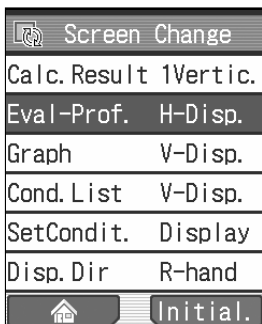 Screen Change
Calc.Result 1Vertic.
Eval-Prof. H-Disp.
Graph V-Disp.
Cond.List V-Disp.
SetCondit. Display
Disp.Dir R-hand
Initial.